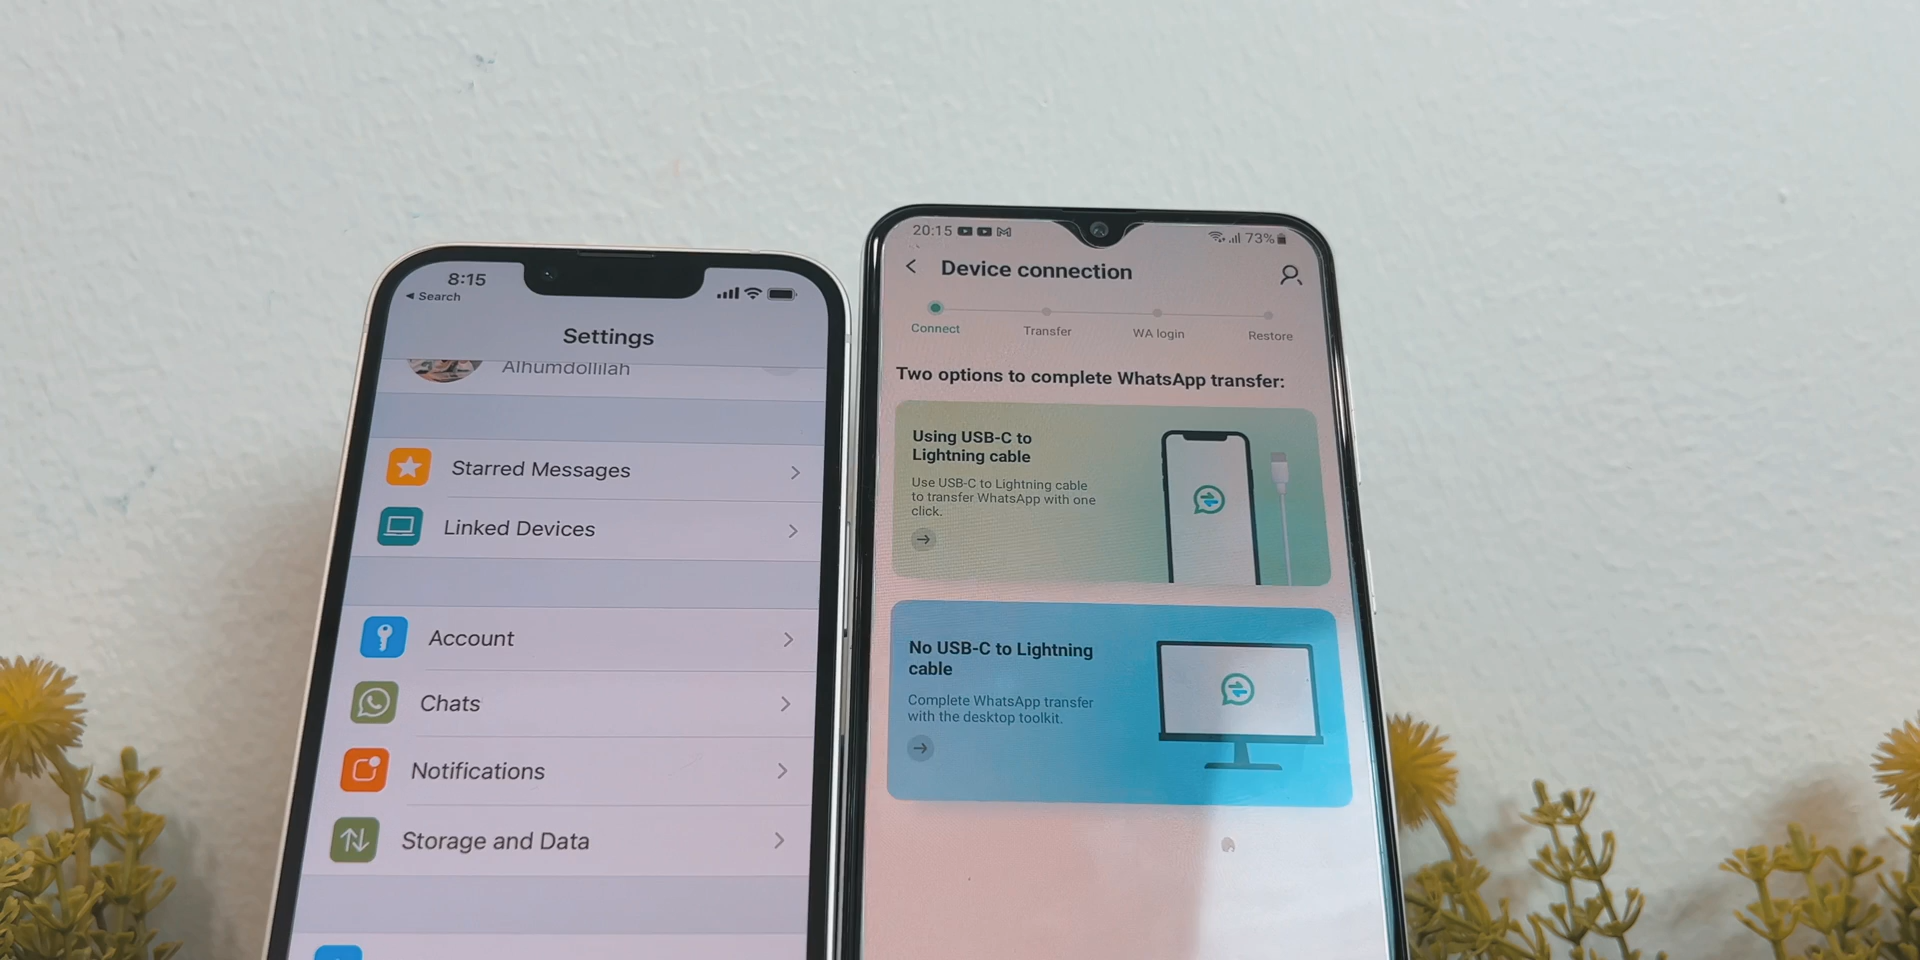 8:15
Search
Settings
Alhumdollilah
Starred Messages
Linked Devices
Account
Chats
Notifications
Storage and Data
20:15
73%
Device connection
Connect
Transfer
WA login
Restore
Two options to complete WhatsApp transfer:
Using USB-C to
Lightning cable
Use USB-C to Lightning cable
to transfer WhatsApp with one
click.
No USB-C to Lightning
cable
Complete WhatsApp transfer
with the desktop toolkit.